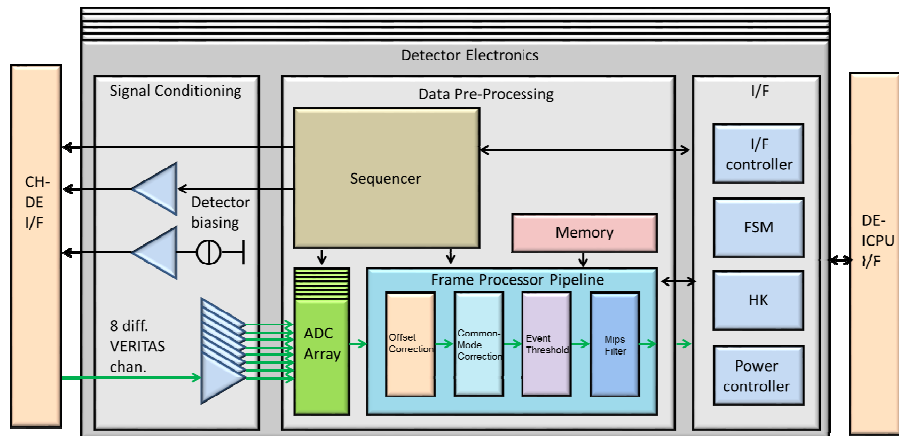 Detector Electronics
Signal Conditioning
Data Pre-Processing
I/F
CH-
DE
I/F
Sequencer
Detector
biasing
Memory
Frame Processor Pipeline
ADC
Array
Offset
Correction
Common-
Mode
Correction
Event
Threshold
Mips
Filter
8 diff.
VERITAS
chan.
I/F
controller
FSM
HK
Power
controller
DE-
ICPU
I/F